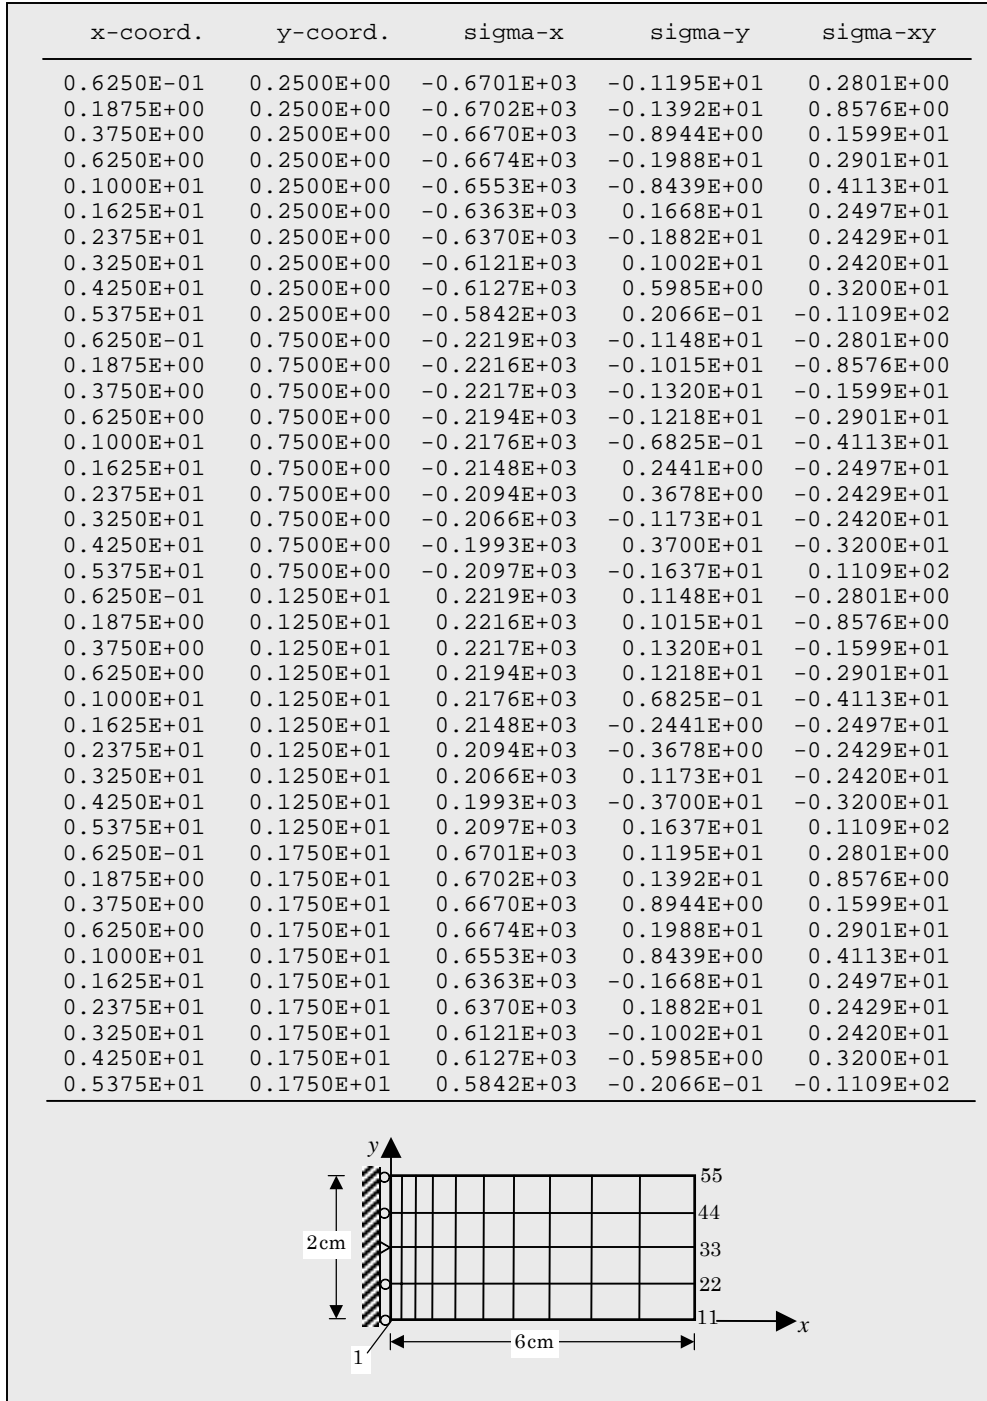 x-coord. y-coord. sigma-x sigma-y sigma-xy
0.6250E-01 0.2500E+00 -0.6701E+03 -0.1195E+01 0.2801E+00
0.1875E+00 0.2500E+00 -0.6702E+03 -0.1392E+01 0.8576E+00
0.3750E+00 0.2500E+00 -0.6670E+03 -0.8944E+00 0.1599E+01
0.6250E+00 0.2500E+00 -0.6674E+03 -0.1988E+01 0.2901E+01
0.1000E+01 0.2500E+00 -0.6553E+03 -0.8439E+00 0.4113E+01
0.1625E+01 0.2500E+00 -0.6363E+03 0.1668E+01 0.2497E+01
0.2375E+01 0.2500E+00 -0.6370E+03 -0.1882E+01 0.2429E+01
0.3250E+01 0.2500E+00 -0.6121E+03 0.1002E+01 0.2420E+01
0.4250E+01 0.2500E+00 -0.6127E+03 0.5985E+00 0.3200E+01
0.5375E+01 0.2500E+00 -0.5842E+03 0.2066E-01 -0.1109E+02
0.6250E-01 0.7500E+00 -0.2219E+03 -0.1148E+01 -0.2801E+00
0.1875E+00 0.7500E+00 -0.2216E+03 -0.1015E+01 -0.8576E+00
0.3750E+00 0.7500E+00 -0.2217E+03 -0.1320E+01 -0.1599E+01
0.6250E+00 0.7500E+00 -0.2194E+03 -0.1218E+01 -0.2901E+01
0.1000E+01 0.7500E+00 -0.2176E+03 -0.6825E-01 -0.4113E+01
0.1625E+01 0.7500E+00 -0.2148E+03 0.2441E+00 -0.2497E+01
0.2375E+01 0.7500E+00 -0.2094E+03 0.3678E+00 -0.2429E+01
0.3250E+01 0.7500E+00 -0.2066E+03 -0.1173E+01 -0.2420E+01
0.4250E+01 0.7500E+00 -0.1993E+03 0.3700E+01 -0.3200E+01
0.5375E+01 0.7500E+00 -0.2097E+03 -0.1637E+01 0.1109E+02
0.6250E-01 0.1250E+01 0.2219E+03 0.1148E+01 -0.2801E+00
0.1875E+00 0.1250E+01 0.2216E+03 0.1015E+01 -0.8576E+00
0.3750E+00 0.1250E+01 0.2217E+03 0.1320E+01 -0.1599E+01
0.6250E+00 0.1250E+01 0.2194E+03 0.1218E+01 -0.2901E+01
0.1000E+01 0.1250E+01 0.2176E+03 0.6825E-01 -0.4113E+01
0.1625E+01 0.1250E+01 0.2148E+03 -0.2441E+00 -0.2497E+01
0.2375E+01 0.1250E+01 0.2094E+03 -0.3678E+00 -0.2429E+01
0.3250E+01 0.1250E+01 0.2066E+03 0.1173E+01 -0.2420E+01
0.4250E+01 0.1250E+01 0.1993E+03 -0.3700E+01 -0.3200E+01
0.5375E+01 0.1250E+01 0.2097E+03 0.1637E+01 0.1109E+02
0.6250E-01 0.1750E+01 0.6701E+03 0.1195E+01 0.2801E+00
0.1875E+00 0.1750E+01 0.6702E+03 0.1392E+01 0.8576E+00
0.3750E+00 0.1750E+01 0.6670E+03 0.8944E+00 0.1599E+01
0.6250E+00 0.1750E+01 0.6674E+03 0.1988E+01 0.2901E+01
0.1000E+01 0.1750E+01 0.6553E+03 0.8439E+00 0.4113E+01
0.1625E+01 0.1750E+01 0.6363E+03 -0.1668E+01 0.2497E+01
0.2375E+01 0.1750E+01 0.6370E+03 0.1882E+01 0.2429E+01
0.3250E+01 0.1750E+01 0.6121E+03 -0.1002E+01 0.2420E+01
0.4250E+01 0.1750E+01 0.6127E+03 -0.5985E+00 0.3200E+01
0.5375E+01 0.1750E+01 0.5842E+03 -0.2066E-01 -0.1109E+02
y
55
44
2cm
33
22
11
x
6cm
1